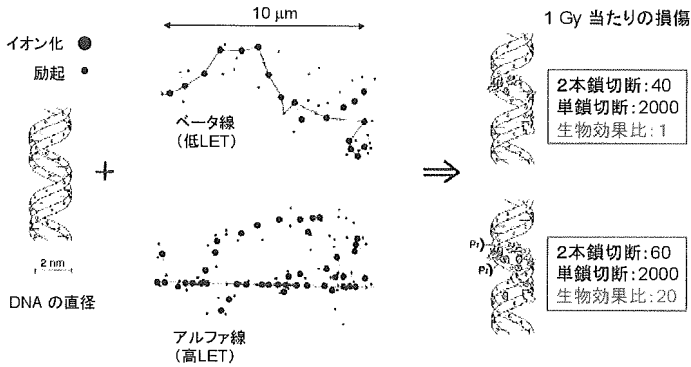 10 μm
1 Gy 当たりの損傷
イオン化
励起
ベータ線
(低LET)
2本鎖切断:40
単鎖切断:2000
生物効果比:1
+
⇒
2 nm
DNA の直径
アルファ線
(高LET)
2本鎖切断:60
単鎖切断:2000
生物効果比:20